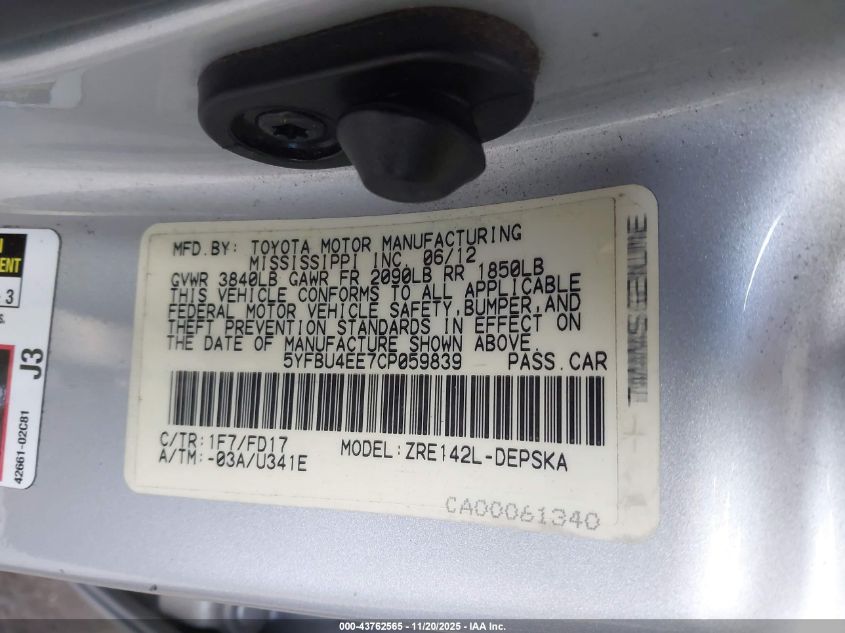 MFD.BY: TOYOTA MOTOR MANUFACTURING
MISSISSIPPI INC. 06/12
GVWR 3840LB GAWR FR 2090LB RR 1850LB
THIS VEHICLE CONFORMS TO ALL APPLICABLE
FEDERAL MOTOR VEHICLE SAFETY,BUMPER,AND
THEFT PREVENTION STANDARDS IN EFFECT ON
THE DATE OF MANUFACTURE SHOWN ABOVE.
5YFBU4EE7CP059839 PASS.CAR
C/TR:1F7/FD17 MODEL:ZRE142L-DEPSKA
A/TM:-03A/U341E
CA00061340
3
J3
42661-02C81
000-43762565 - 11/20/2025 - IAA Inc.